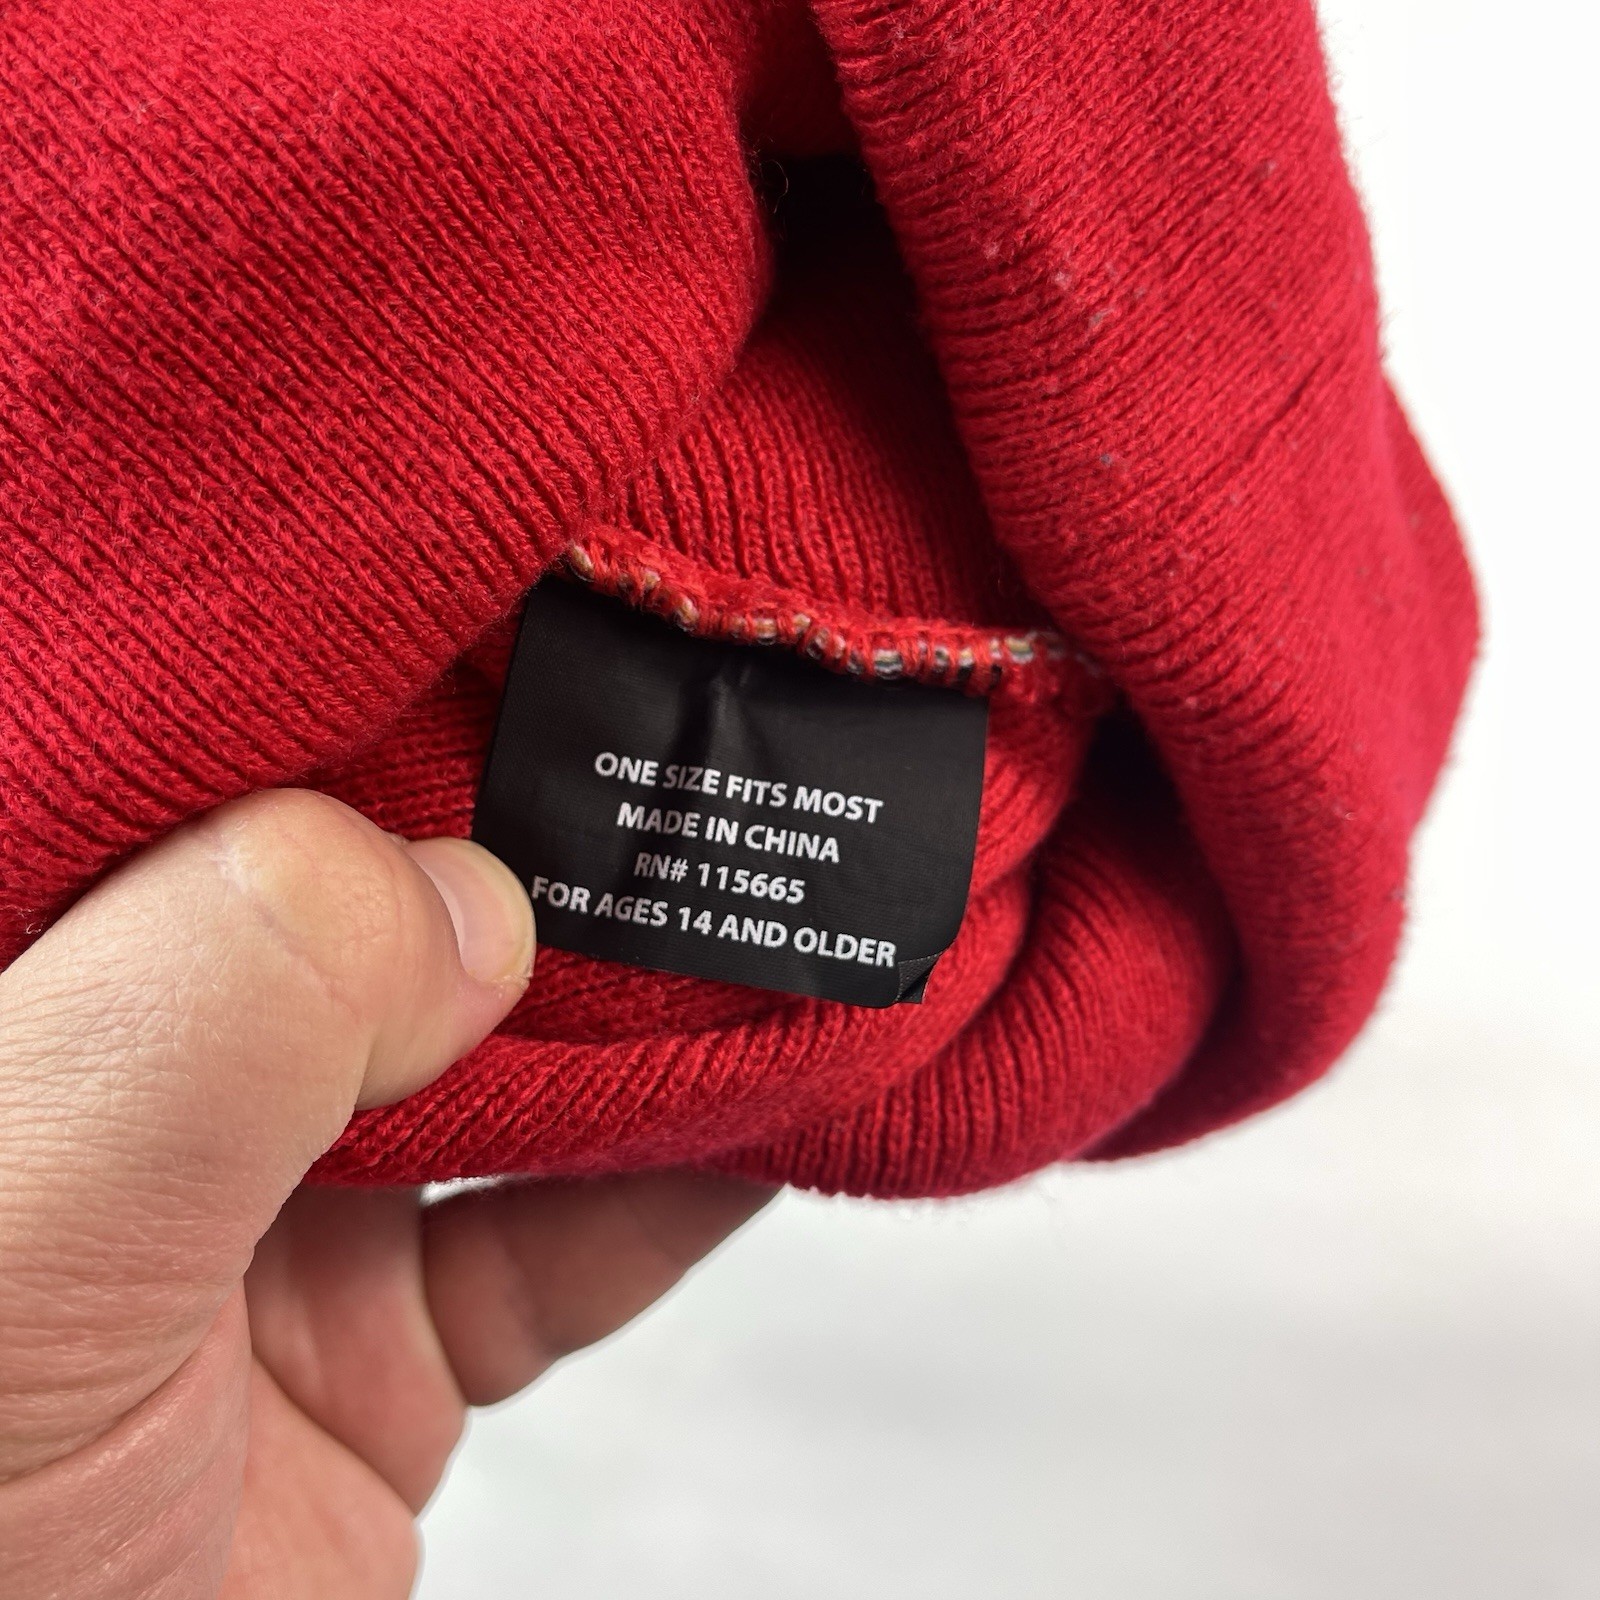 ONE SIZE FITS MOST
MADE IN CHINA
RN# 115665
FOR AGES 14 AND OLDER